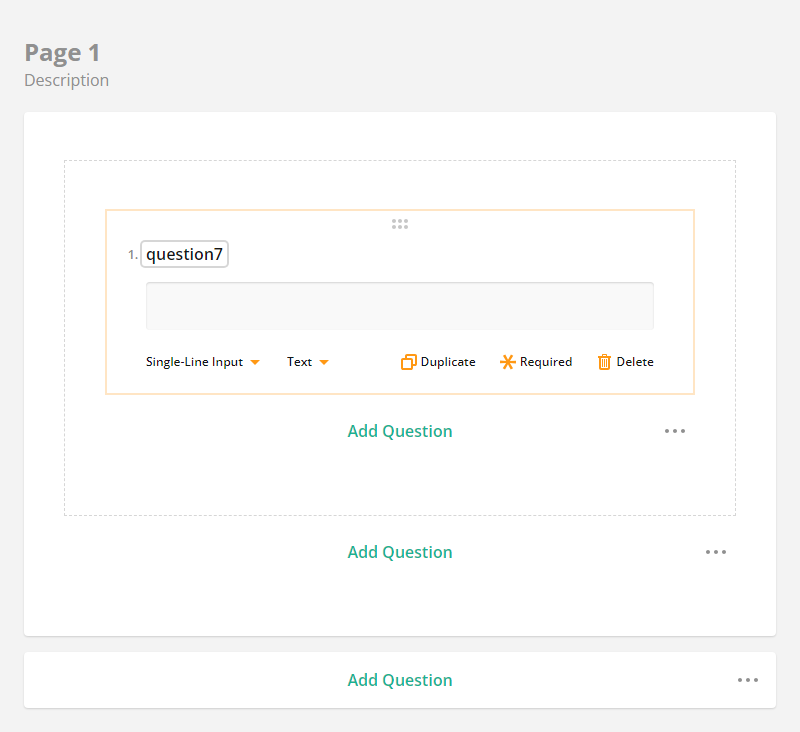 Page 1
Description
1. question7
Single-Line Input Text Duplicate Required Delete
Add Question
Add Question
Add Question